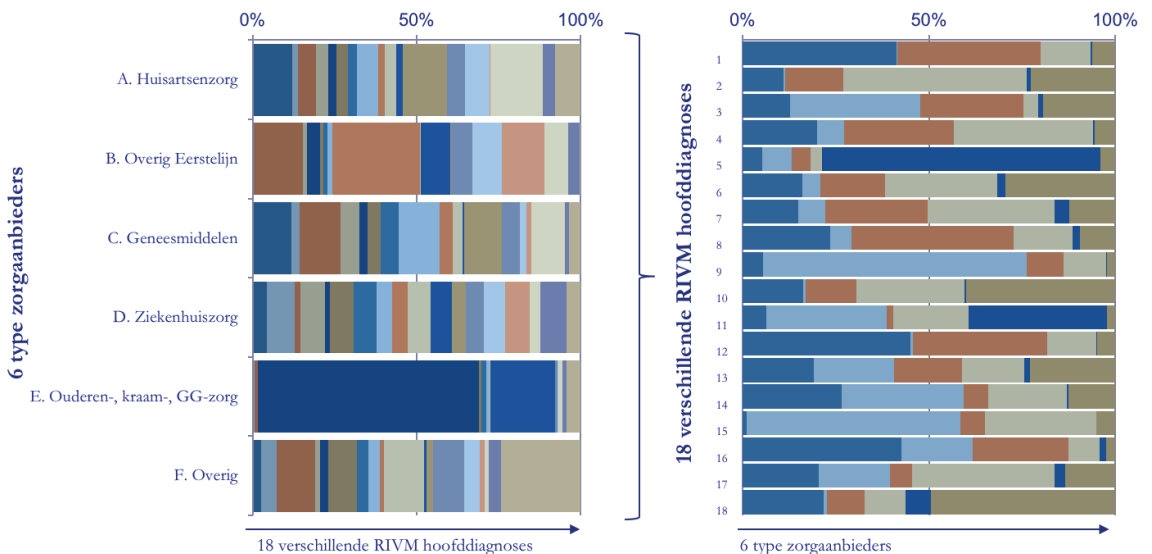 0%
50%
100%
6 type zorgaanbieders
A. Huisartsenzorg
B. Overig Eerstelijn
C. Geneesmiddelen
D. Ziekenhuiszorg
E. Ouderen-, kraam-, GG-zorg
F. Overig
18 verschillende RIVM hoofddiagnoses
0%
50%
100%
18 verschillende RIVM hoofddiagnoses
1
2
3
4
5
6
7
8
9
10
11
12
13
14
15
16
17
18
6 type zorgaanbieders